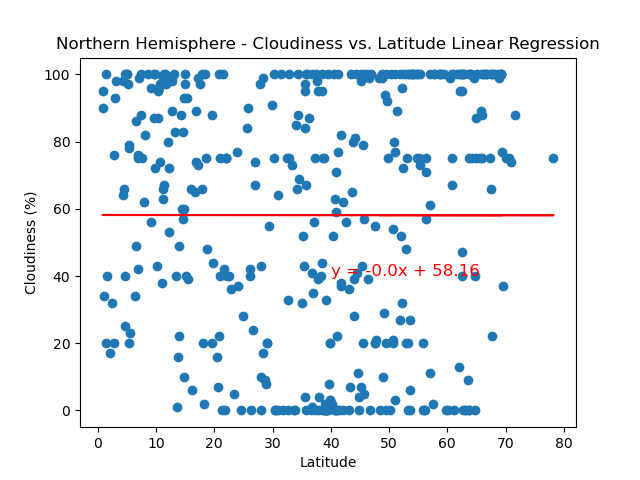 Northern Hemisphere - Cloudiness vs. Latitude Linear Regression
100
80
60
40
20
0
Cloudiness (%)
y = -0.0x + 58.16
0 10 20 30 40 50 60 70 80
Latitude